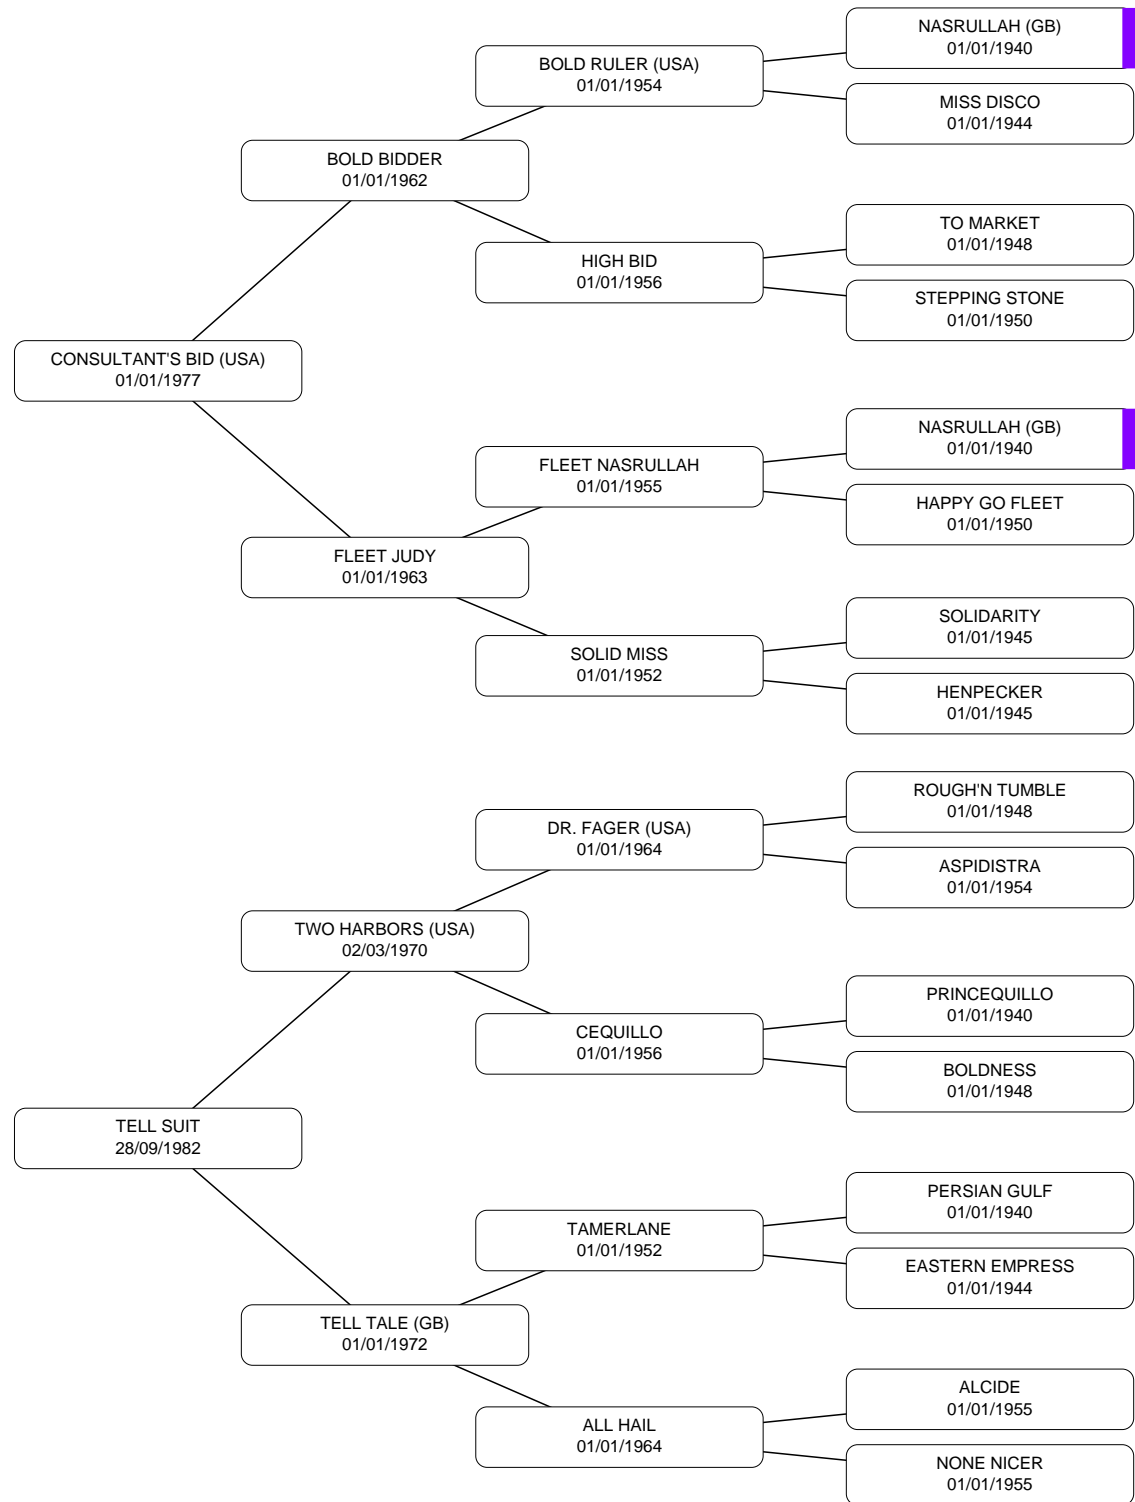 NASRULLAH (GB)
01/01/1940
BOLD RULER (USA)
01/01/1954
MISS DISCO
01/01/1944
BOLD BIDDER
01/01/1962
TO MARKET
01/01/1948
HIGH BID
01/01/1956
STEPPING STONE
01/01/1950
CONSULTANT'S BID (USA)
01/01/1977
NASRULLAH (GB)
01/01/1940
FLEET NASRULLAH
01/01/1955
HAPPY GO FLEET
01/01/1950
FLEET JUDY
01/01/1963
SOLIDARITY
01/01/1945
SOLID MISS
01/01/1952
HENPECKER
01/01/1945
ROUGH'N TUMBLE
01/01/1948
DR. FAGER (USA)
01/01/1964
ASPIDISTRA
01/01/1954
TWO HARBORS (USA)
02/03/1970
PRINCEQUILLO
01/01/1940
CEQUILLO
01/01/1956
BOLDNESS
01/01/1948
TELL SUIT
28/09/1982
PERSIAN GULF
01/01/1940
TAMERLANE
01/01/1952
EASTERN EMPRESS
01/01/1944
TELL TALE (GB)
01/01/1972
ALCIDE
01/01/1955
ALL HAIL
01/01/1964
NONE NICER
01/01/1955